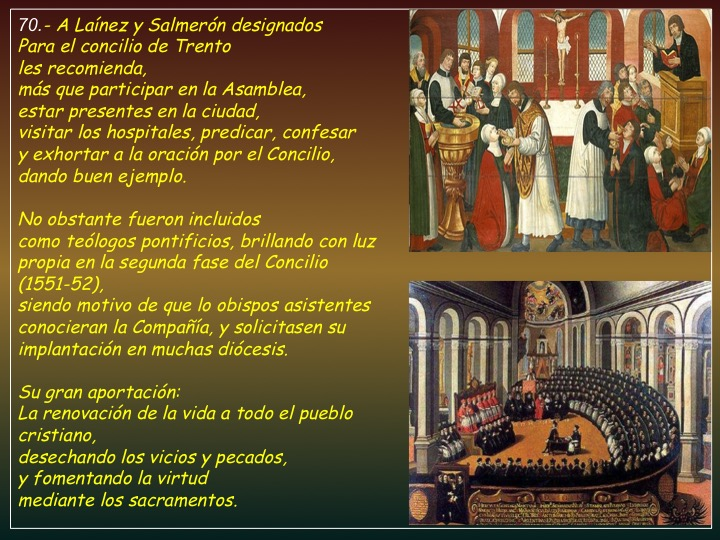 70.- A Laínez y Salmerón designados
Para el concilio de Trento
les recomienda,
más que participar en la Asamblea,
estar presentes en la ciudad,
visitar los hospitales, predicar, confesar
y exhortar a la oración por el Concilio,
dando buen ejemplo.
No obstante fueron incluidos
como teólogos pontificios, brillando con luz
propia en la segunda fase del Concilio
(1551-52),
siendo motivo de que lo obispos asistentes
conocieran la Compañía, y solicitasen su
implantación en muchas diócesis.
Su gran aportación:
La renovación de la vida a todo el pueblo
cristiano,
desechando los vicios y pecados,
y fomentando la virtud
mediante los sacramentos.